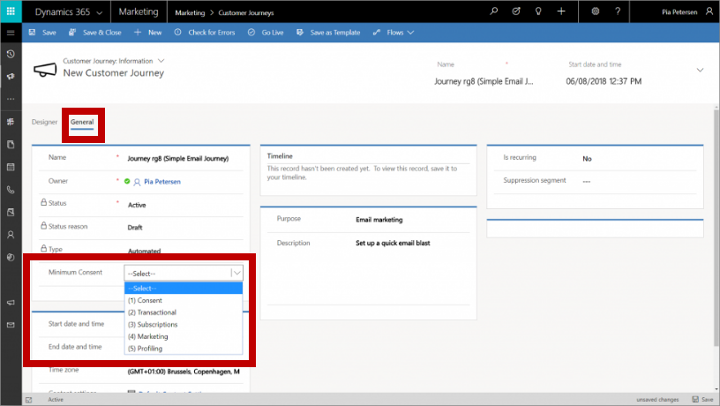 Dynamics 365 Marketing Marketing > Customer Journeys Pia Petersen ?
Save Save & Close New Check for Errors Go Live Save as Template Flows
Customer Journey: Information
New Customer Journey
Name Start date and time
Journey rg8 (Simple Email J... 06/08/2018 12:37 PM
Designer General
Name * Journey rg8 (Simple Email Journey)
Owner * Pia Petersen
Status * Active
Status reason Draft
Type Automated
Minimum Consent --Select--
--Select--
(1) Consent
(2) Transactional
(3) Subscriptions
(4) Marketing
(5) Profiling
Start date and time
End date and time
Time zone (GMT+01:00) Brussels, Copenhagen, M
Timeline
This record hasn't been created yet. To view this record, save it to
your timeline.
Purpose Email marketing
Description Set up a quick email blast
Is recurring No
Suppression segment ---
Active unsaved changes Save